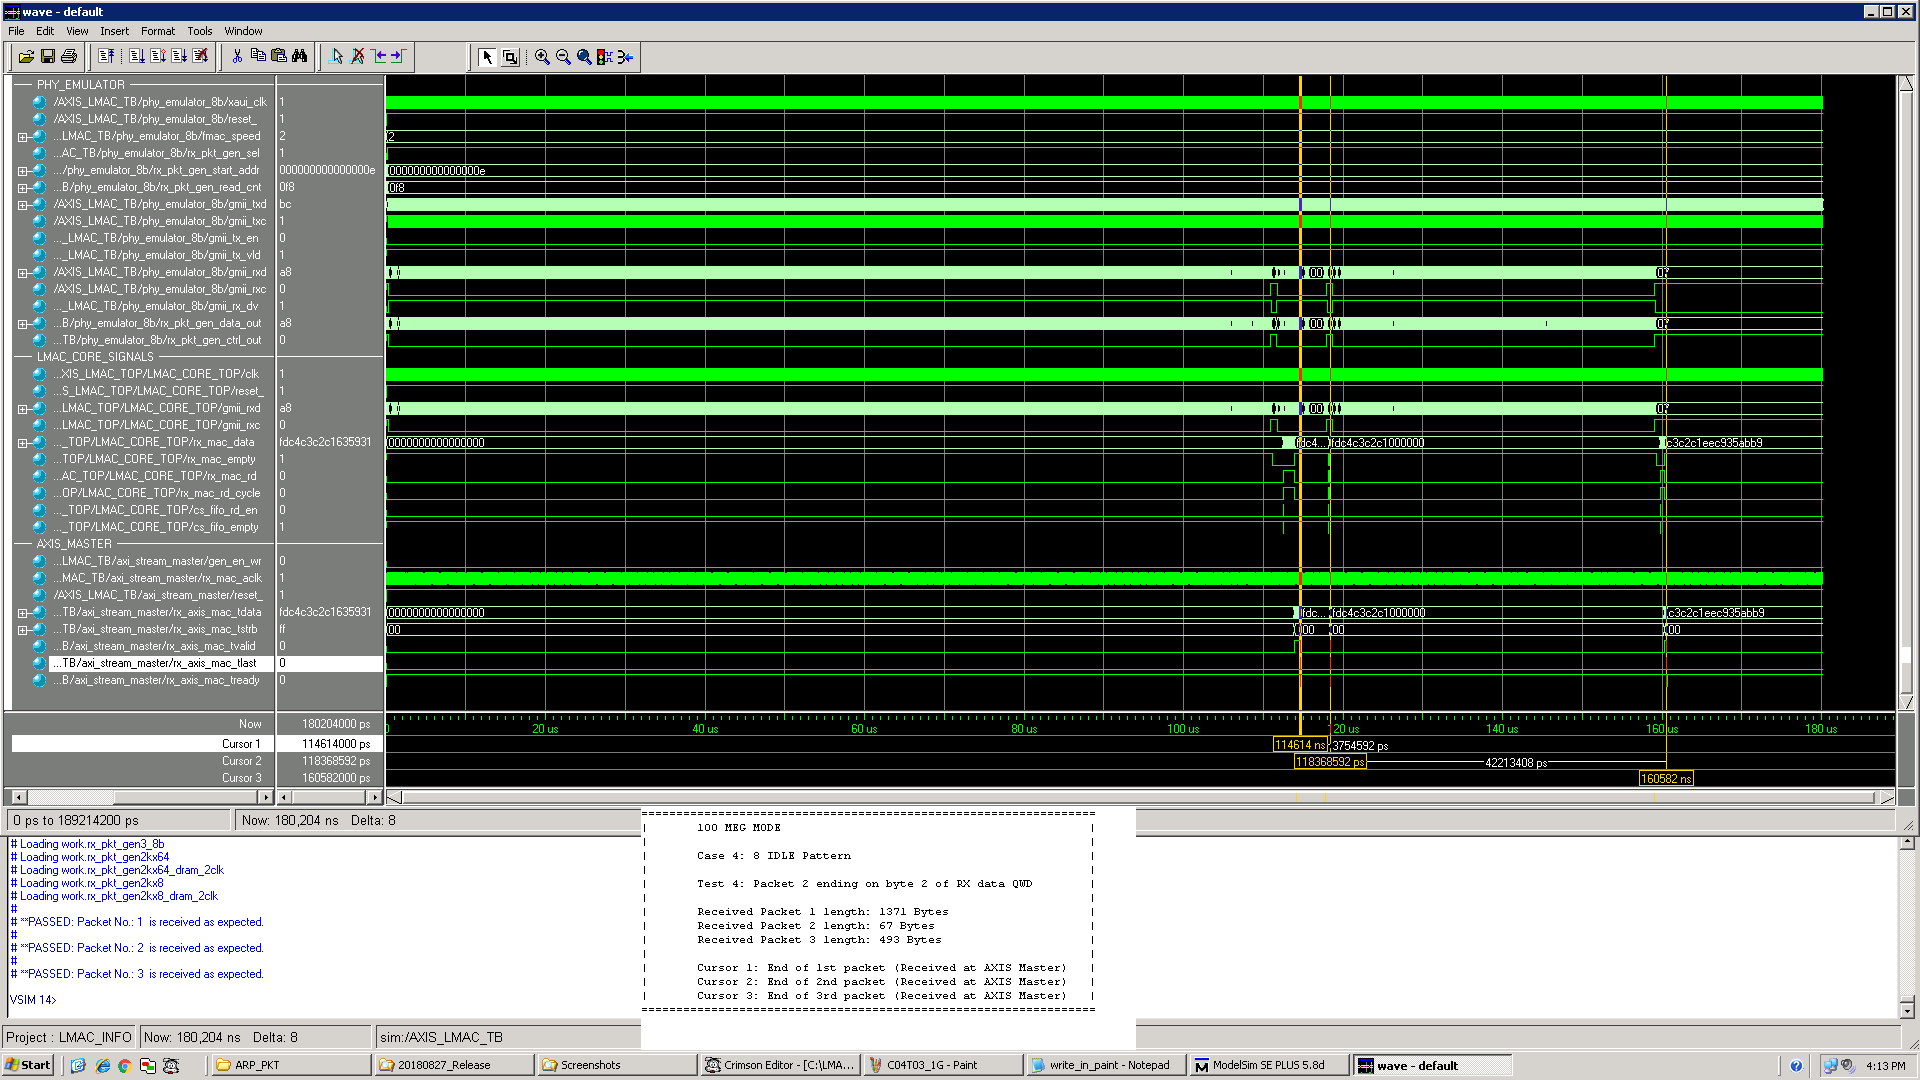 wave - default
File Edit View Insert Format Tools Window
PHY_EMULATOR
/AXIS_LMAC_TB/phy_emulator_8b/xaui_clk 1
/AXIS_LMAC_TB/phy_emulator_8b/reset_ 1
...LMAC_TB/phy_emulator_8b/fmac_speed 2 2
...AC_TB/phy_emulator_8b/rx_pkt_gen_sel 1
.../phy_emulator_8b/rx_pkt_gen_start_addr 000000000000000e 000000000000000e
...B/phy_emulator_8b/rx_pkt_gen_read_cnt 0f8 0f8
/AXIS_LMAC_TB/phy_emulator_8b/gmii_txd bc
/AXIS_LMAC_TB/phy_emulator_8b/gmii_txc 1
..._LMAC_TB/phy_emulator_8b/gmii_tx_en 0
..._LMAC_TB/phy_emulator_8b/gmii_tx_vld 1
/AXIS_LMAC_TB/phy_emulator_8b/gmii_rxd a8 00
/AXIS_LMAC_TB/phy_emulator_8b/gmii_rxc 0
..._LMAC_TB/phy_emulator_8b/gmii_rx_dv 1
...B/phy_emulator_8b/rx_pkt_gen_data_out a8 00
...TB/phy_emulator_8b/rx_pkt_gen_ctrl_out 0
LMAC_CORE_SIGNALS
...XIS_LMAC_TOP/LMAC_CORE_TOP/clk 1
...S_LMAC_TOP/LMAC_CORE_TOP/reset_ 1
...LMAC_TOP/LMAC_CORE_TOP/gmii_rxd a8 00
...LMAC_TOP/LMAC_CORE_TOP/gmii_rxc 0
..._TOP/LMAC_CORE_TOP/rx_mac_data fdc4c3c2c1635931 0000000000000000 fdc4... fdc4c3c2c1000000 c3c2c1eec935abb9
...TOP/LMAC_CORE_TOP/rx_mac_empty 1
...AC_TOP/LMAC_CORE_TOP/rx_mac_rd 0
...OP/LMAC_CORE_TOP/rx_mac_rd_cycle 0
..._TOP/LMAC_CORE_TOP/cs_fifo_rd_en 0
..._TOP/LMAC_CORE_TOP/cs_fifo_empty 1
AXIS_MASTER
...LMAC_TB/axi_stream_master/gen_en_wr 0
...MAC_TB/axi_stream_master/rx_mac_aclk 1
/AXIS_LMAC_TB/axi_stream_master/reset_ 1
...TB/axi_stream_master/rx_axis_mac_tdata fdc4c3c2c1635931 0000000000000000 fdc... fdc4c3c2c1000000 c3c2c1eec935abb9
...TB/axi_stream_master/rx_axis_mac_tstrb ff 00 00 00 00
...B/axi_stream_master/rx_axis_mac_tvalid 0
...TB/axi_stream_master/rx_axis_mac_tlast 0
...B/axi_stream_master/rx_axis_mac_tready 0
Now 180204000 ps 0 20 us 40 us 60 us 80 us 100 us 120 us 140 us 160 us 180 us
Cursor 1 114614000 ps 114614 ns 3754592 ps
Cursor 2 118368592 ps 118368592 ps 42213408 ps
Cursor 3 160582000 ps 160582 ns
0 ps to 189214200 ps Now: 180,204 ns Delta: 8
# Loading work.rx_pkt_gen3_8b
# Loading work.rx_pkt_gen2kx64
# Loading work.rx_pkt_gen2kx64_dram_2clk
# Loading work.rx_pkt_gen2kx8
# Loading work.rx_pkt_gen2kx8_dram_2clk
#
# **PASSED: Packet No.: 1 is received as expected.
#
# **PASSED: Packet No.: 2 is received as expected.
#
# **PASSED: Packet No.: 3 is received as expected.
VSIM 14>
100 MEG MODE
Case 4: 8 IDLE Pattern
Test 4: Packet 2 ending on byte 2 of RX data QWD
Received Packet 1 length: 1371 Bytes
Received Packet 2 length: 67 Bytes
Received Packet 3 length: 493 Bytes
Cursor 1: End of 1st packet (Received at AXIS Master)
Cursor 2: End of 2nd packet (Received at AXIS Master)
Cursor 3: End of 3rd packet (Received at AXIS Master)
Project : LMAC_INFO Now: 180,204 ns Delta: 8 sim:/AXIS_LMAC_TB
Start ARP_PKT 20180827_Release Screenshots Crimson Editor - [C:\LMA... C04T03_1G - Paint write_in_paint - Notepad ModelSim SE PLUS 5.8d wave - default 4:13 PM